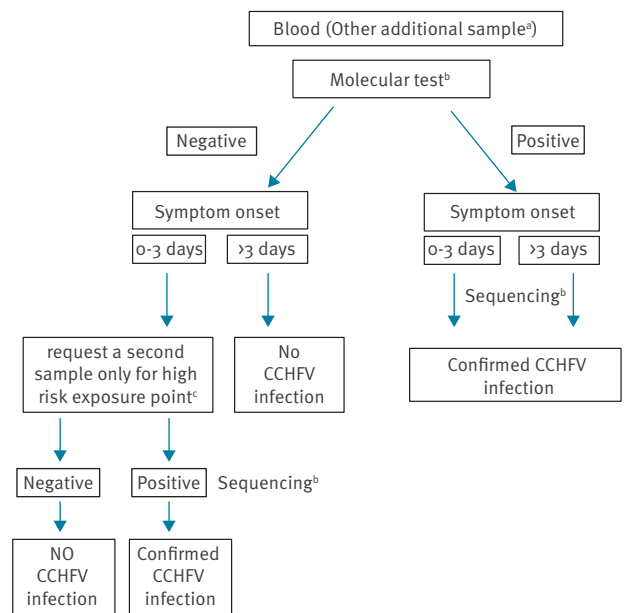 Blood (Other additional sampleᵃ)
Molecular testᵇ
Negative
Positive
Symptom onset
0-3 days
>3 days
Symptom onset
0-3 days
>3 days
Sequencingᵇ
request a second
sample only for high
risk exposure pointᶜ
No
CCHFV
infection
Confirmed CCHFV
infection
Negative
Positive
Sequencingᵇ
NO
CCHFV
infection
Confirmed
CCHFV
infection